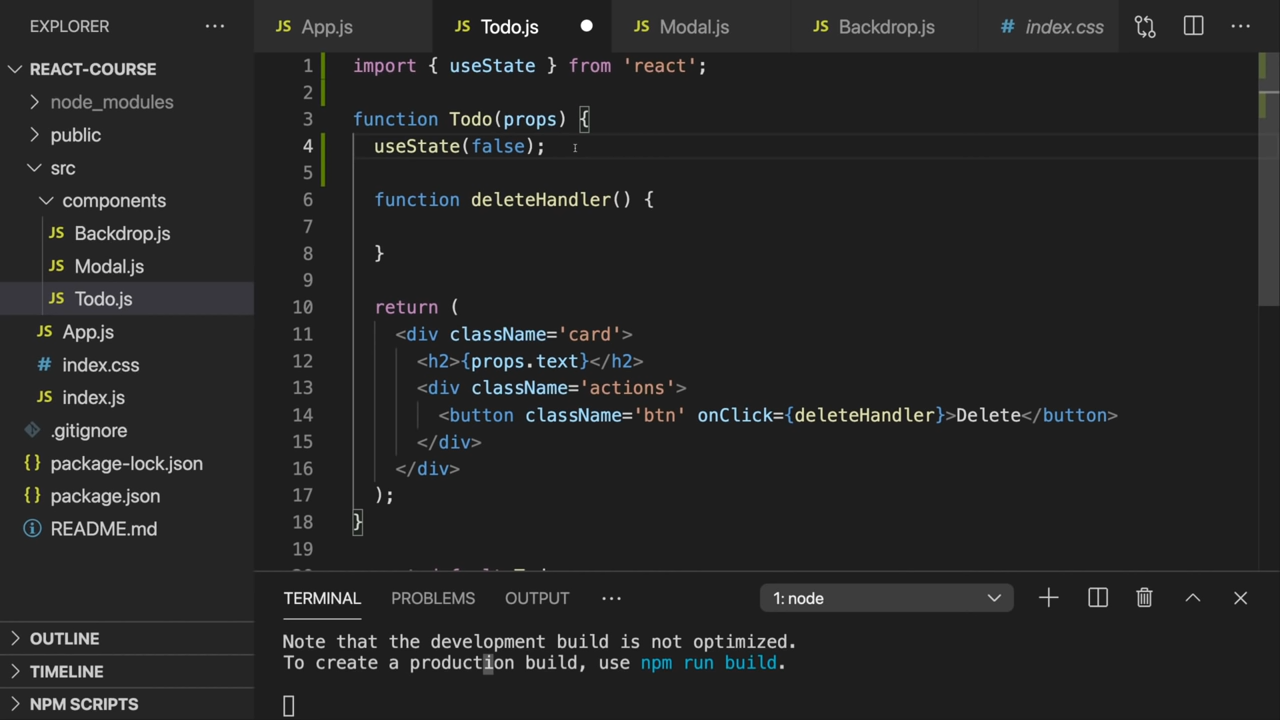 EXPLORER ···
JS App.js
JS Todo.js
JS Modal.js
JS Backdrop.js
# index.css
···
REACT-COURSE
node_modules
public
src
components
JS Backdrop.js
JS Modal.js
JS Todo.js
JS App.js
# index.css
JS index.js
.gitignore
{} package-lock.json
{} package.json
README.md
OUTLINE
TIMELINE
NPM SCRIPTS
1 import { useState } from 'react';
2
3 function Todo(props) {
4 useState(false);
5
6 function deleteHandler() {
7
8 }
9
10 return (
11 <div className='card'>
12 <h2>{props.text}</h2>
13 <div className='actions'>
14 <button className='btn' onClick={deleteHandler}>Delete</button>
15 </div>
16 </div>
17 );
18 }
19
TERMINAL PROBLEMS OUTPUT ··· 1: node
Note that the development build is not optimized.
To create a production build, use npm run build.